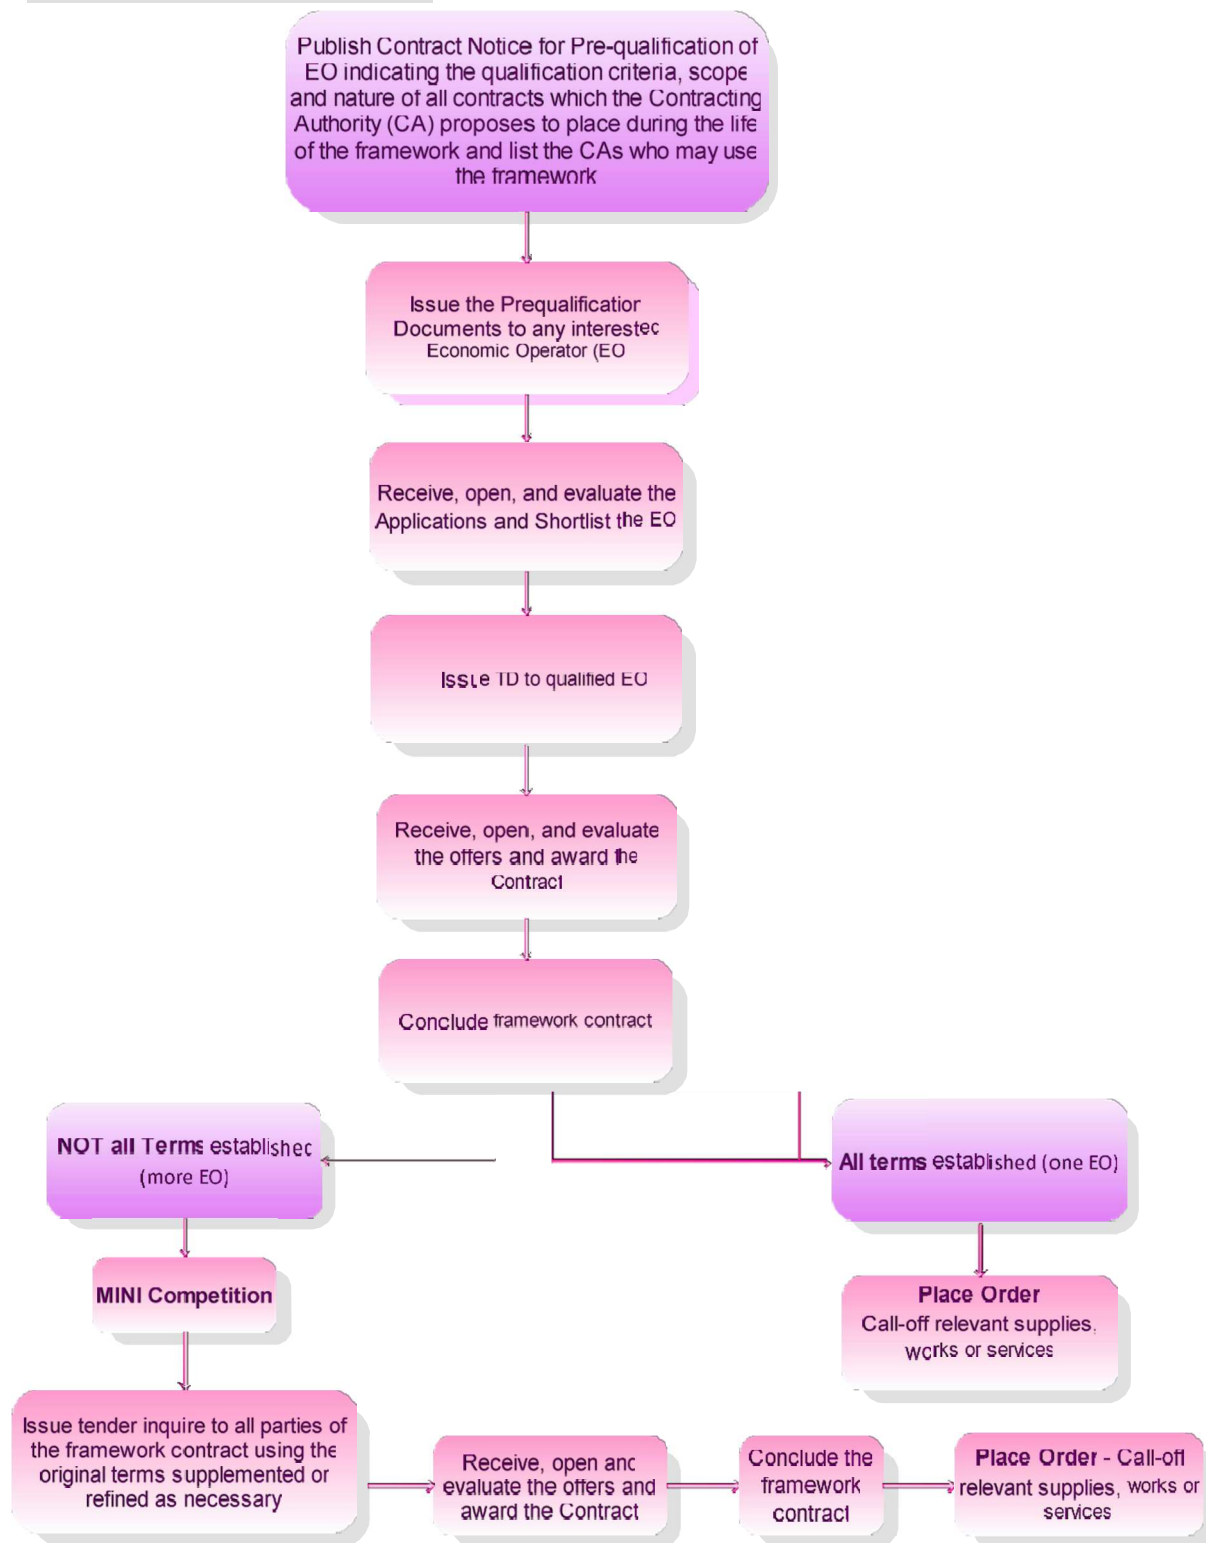 Publish Contract Notice for Pre-qualification of
EO indicating the qualification criteria, scope
and nature of all contracts which the Contracting
Authority (CA) proposes to place during the life
of the framework and list the CAs who may use
the framework
Issue the Prequalification
Documents to any interested
Economic Operator (EO
Receive, open, and evaluate the
Applications and Shortlist the EO
Issue TD to qualified EO
Receive, open, and evaluate
the offers and award the
Contract
Conclude framework contract
NOT all Terms established
(more EO)
All terms established (one EO)
MINI Competition
Place Order
Call-off relevant supplies,
works or services
Issue tender inquire to all parties of
the framework contract using the
original terms supplemented or
refined as necessary
Receive, open and
evaluate the offers and
award the Contract
Conclude the
framework
contract
Place Order - Call-off
relevant supplies, works or
services